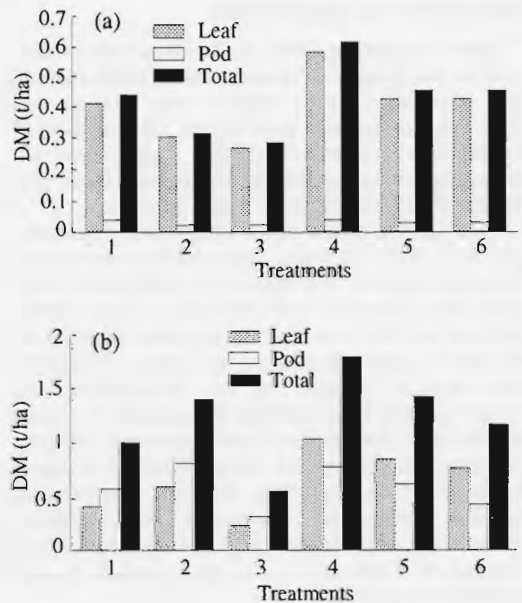 (a)
Leaf
Pod
Total
DM (t/ha)
0.7
0.6
0.5
0.4
0.3
0.2
0.1
0
1 2 3 4 5 6
Treatments
(b)
Leaf
Pod
Total
DM (t/ha)
2
1.5
1
0.5
0
1 2 3 4 5 6
Treatments